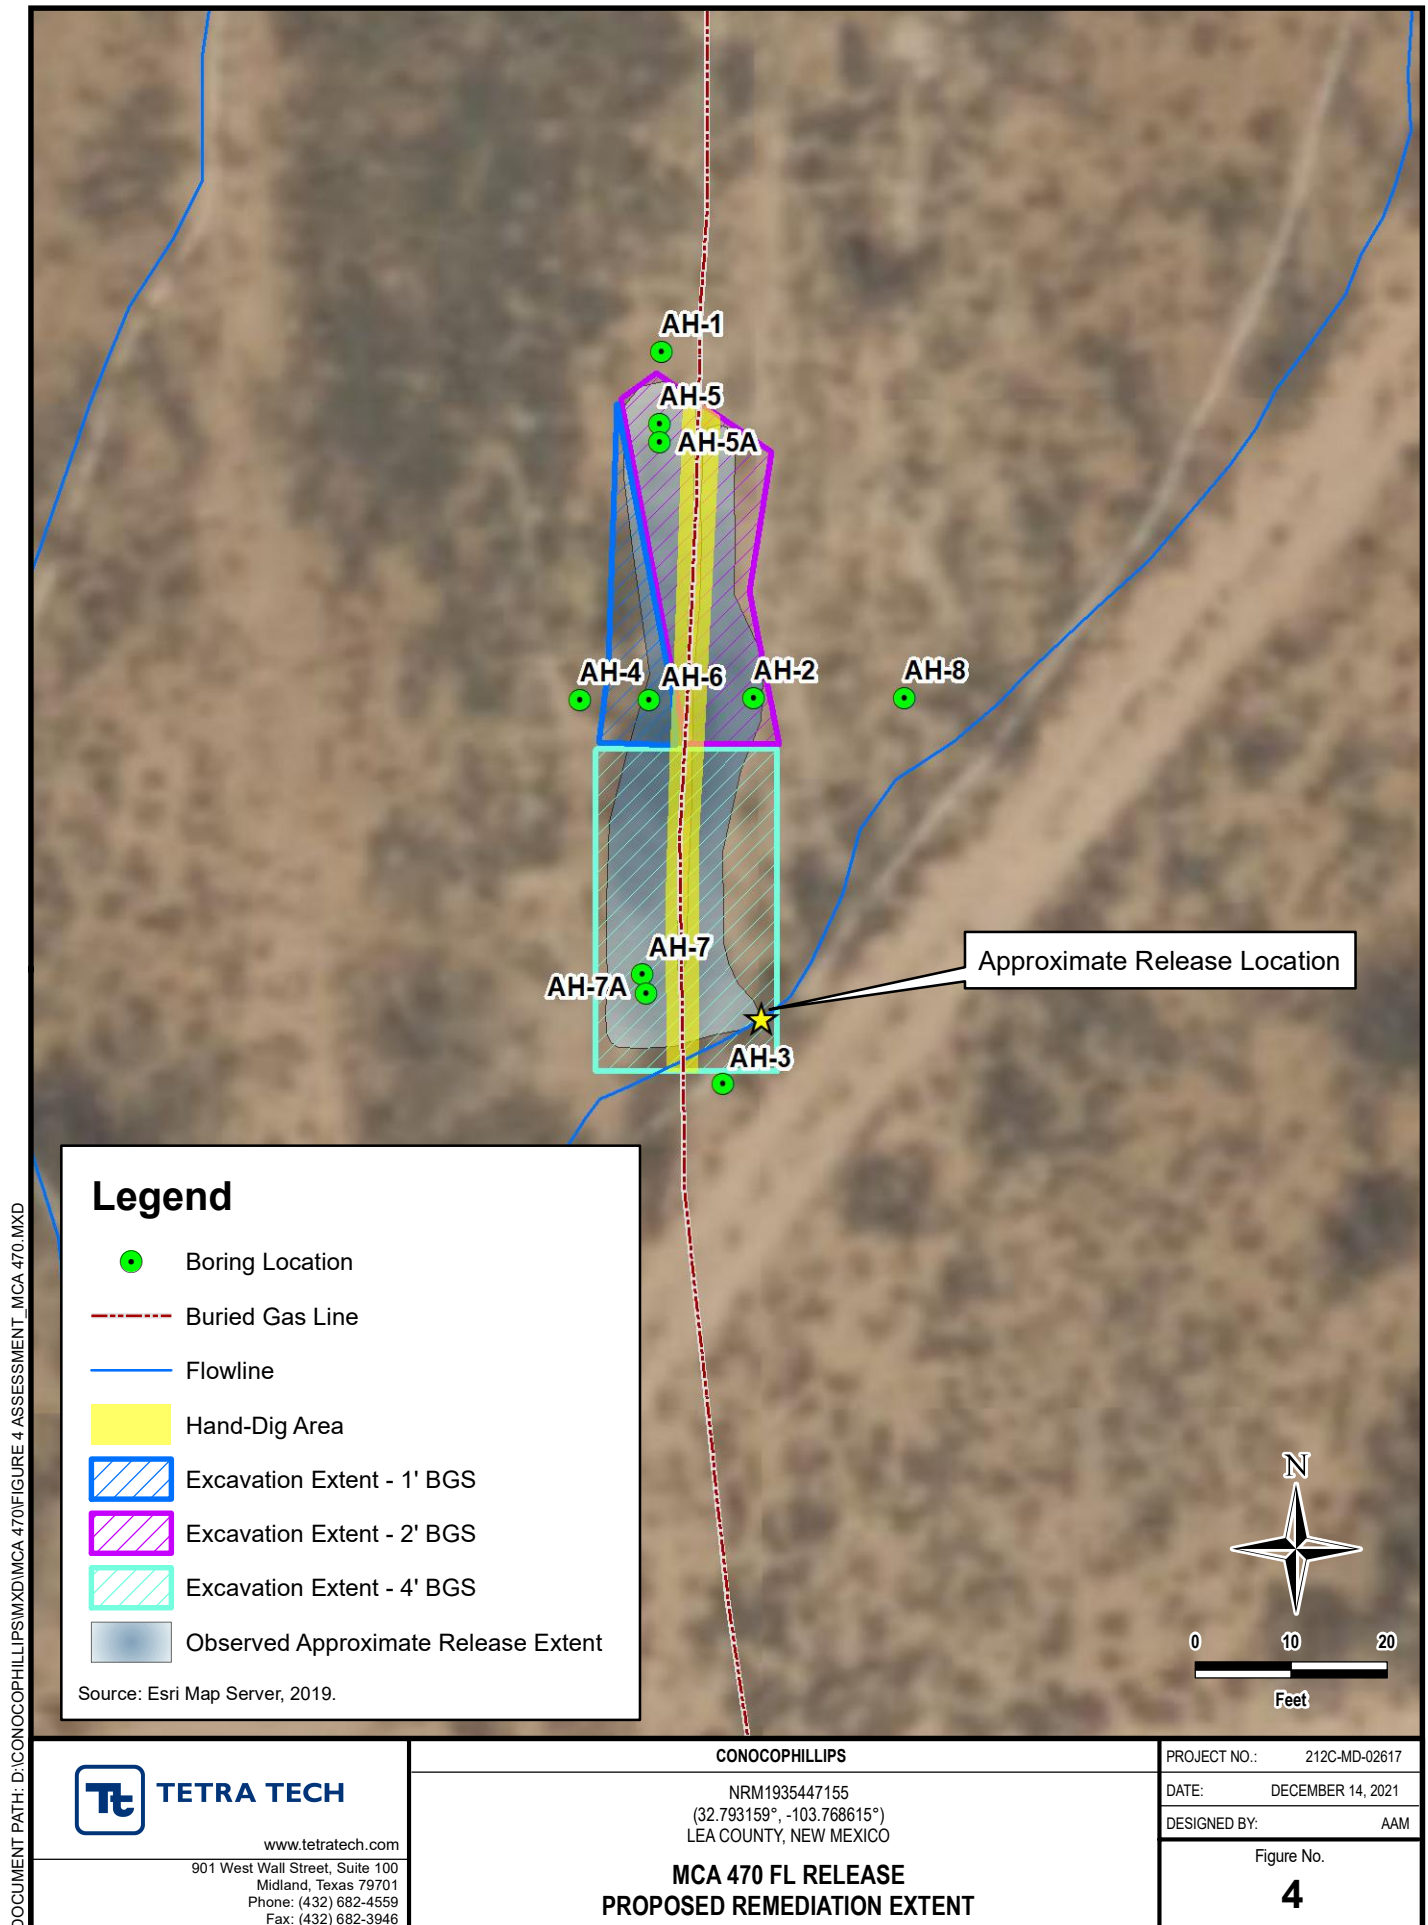 AH-1
AH-5
AH-5A
AH-4
AH-6
AH-2
AH-8
AH-7
AH-7A
Approximate Release Location
AH-3
Legend
Boring Location
Buried Gas Line
Flowline
Hand-Dig Area
Excavation Extent - 1' BGS
Excavation Extent - 2' BGS
Excavation Extent - 4' BGS
Observed Approximate Release Extent
Source: Esri Map Server, 2019.
N
0 10 20
Feet
DOCUMENT PATH: D:\CONOCOPHILLIPS\MXD\MCA 470\FIGURE 4 ASSESSMENT_MCA 470.MXD
Tt TETRA TECH
www.tetratech.com
901 West Wall Street, Suite 100
Midland, Texas 79701
Phone: (432) 682-4559
Fax: (432) 682-3946
CONOCOPHILLIPS
NRM1935447155
(32.793159°, -103.768615°)
LEA COUNTY, NEW MEXICO
MCA 470 FL RELEASE
PROPOSED REMEDIATION EXTENT
PROJECT NO.: 212C-MD-02617
DATE: DECEMBER 14, 2021
DESIGNED BY: AAM
Figure No.
4